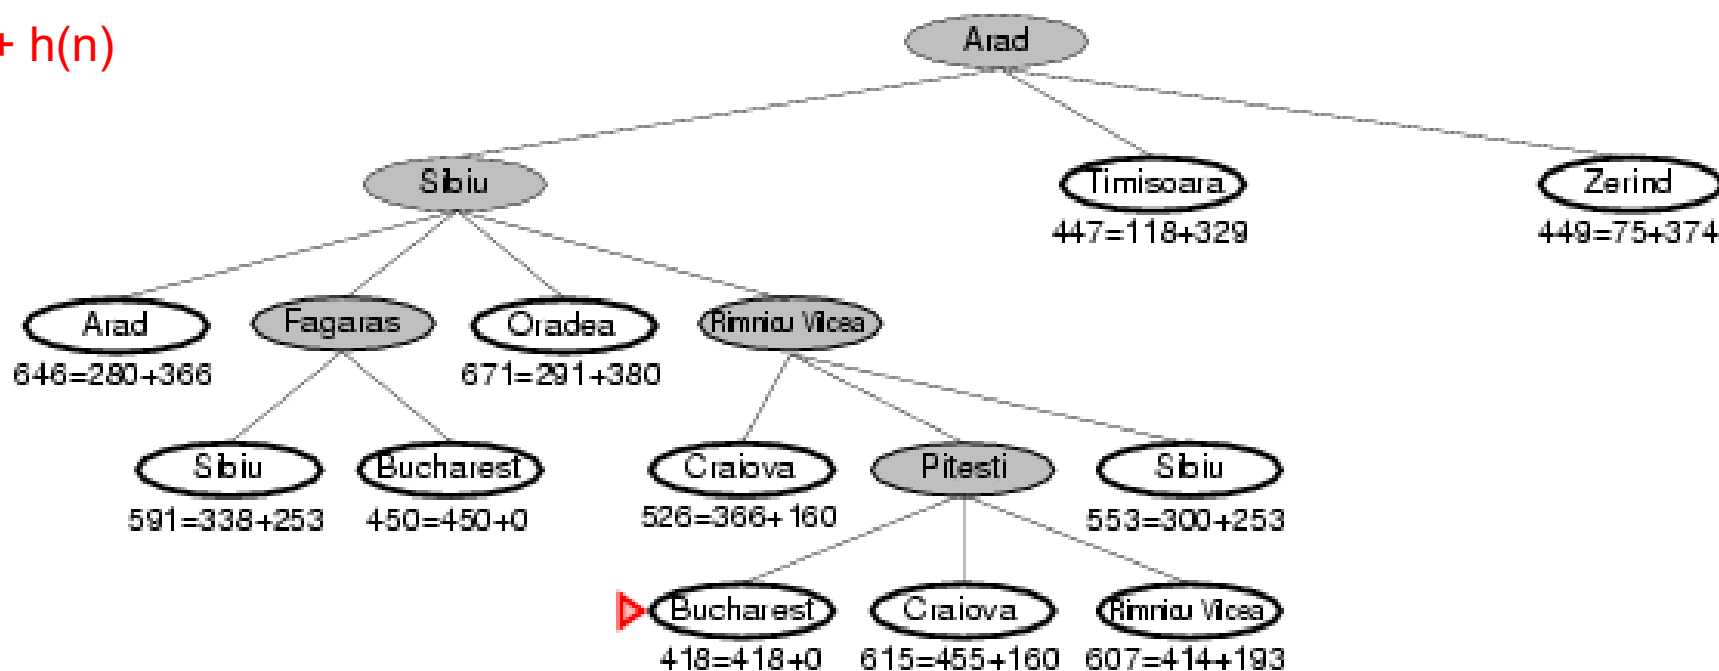 + h(n)
Arad
Sibiu
Timisoara
Zerind
447=118+329
449=75+374
Arad
Fagaras
Oradea
Rimnicu Vilcea
646=280+366
671=291+380
Sibiu
Bucharest
Craiova
Pitesti
Sibiu
591=338+253
450=450+0
526=366+160
553=300+253
Bucharest
Craiova
Rimnicu Vilcea
418=418+0
615=455+160
607=414+193